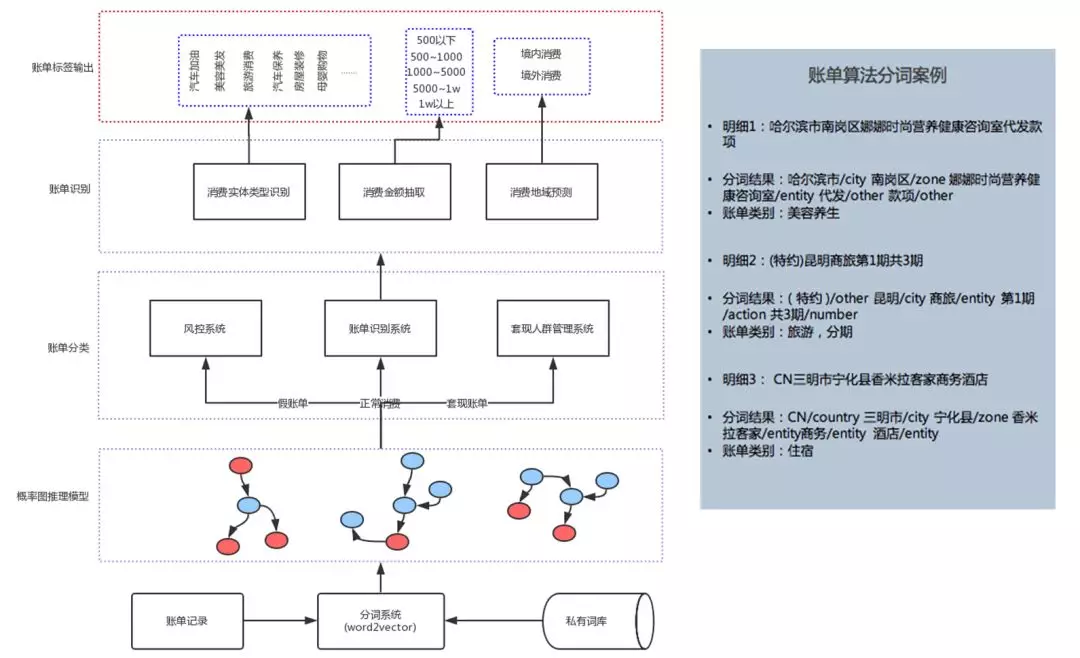 账单标签输出
汽车加油
美容美发
旅游消费
汽车保养
房屋装修
母婴购物
......
500以下
500~1000
1000~5000
5000~1w
1w以上
境内消费
境外消费
账单识别
消费实体类型识别
消费金额抽取
消费地域预测
账单分类
风控系统
账单识别系统
套现人群管理系统
假账单
正常消费
套现账单
概率图推理模型
账单记录
分词系统
(word2vector)
私有词库
账单算法分词案例
• 明细1：哈尔滨市南岗区娜娜时尚营养健康咨询室代发款
项
• 分词结果：哈尔滨市/city 南岗区/zone 娜娜时尚营养健
康咨询室/entity 代发/other 款项/other
• 账单类别：美容养生
• 明细2：(特约)昆明商旅第1期共3期
• 分词结果：( 特约 )/other 昆明/city 商旅/entity 第1期
/action 共3期/number
• 账单类别：旅游，分期
• 明细3： CN三明市宁化县香米拉客家商务酒店
• 分词结果：CN/country 三明市/city 宁化县/zone 香米
拉客家/entity商务/entity 酒店/entity
• 账单类别：住宿